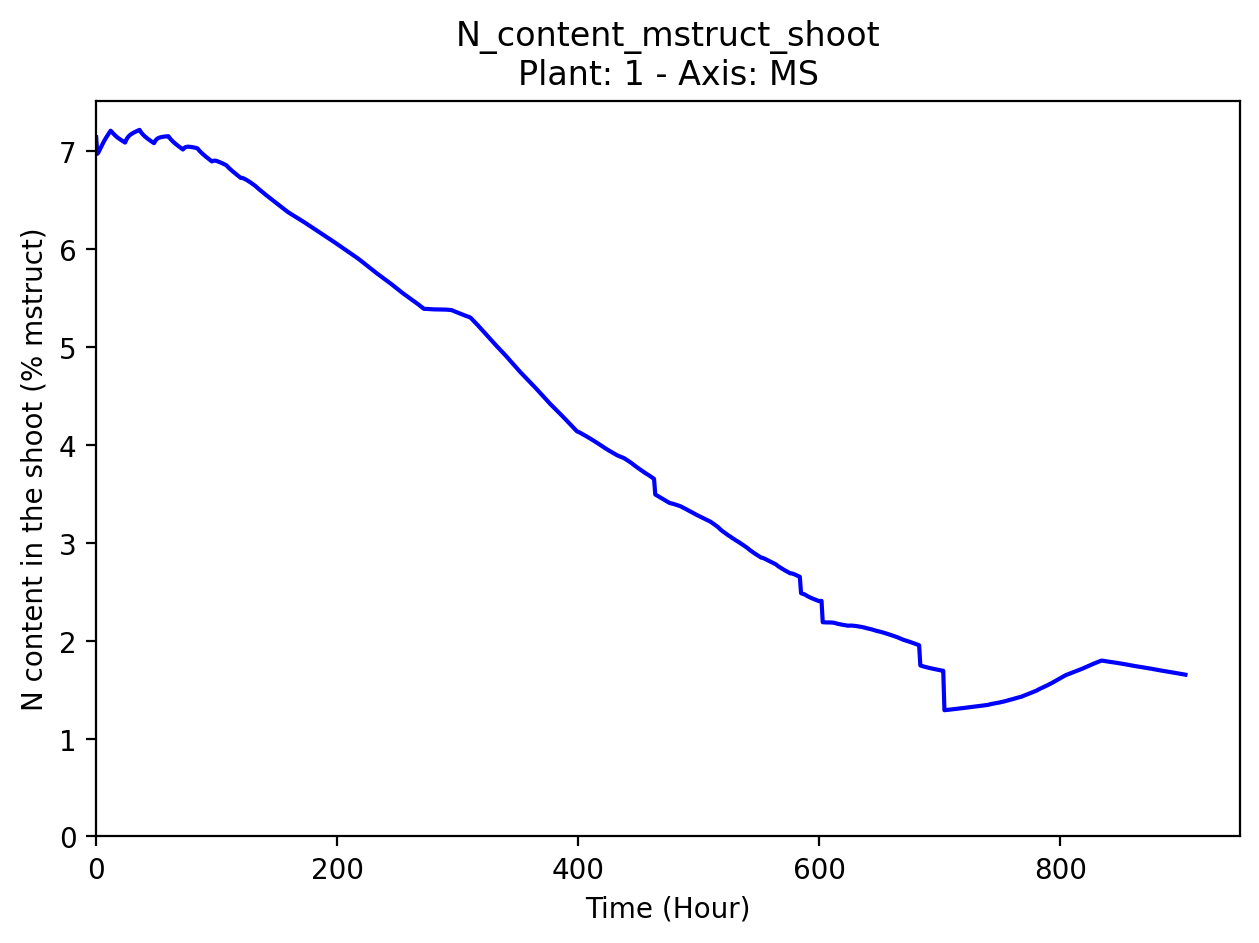 N_content_mstruct_shoot
Plant: 1 - Axis: MS
N content in the shoot (% mstruct)
7
6
5
4
3
2
1
0
0 200 400 600 800
Time (Hour)